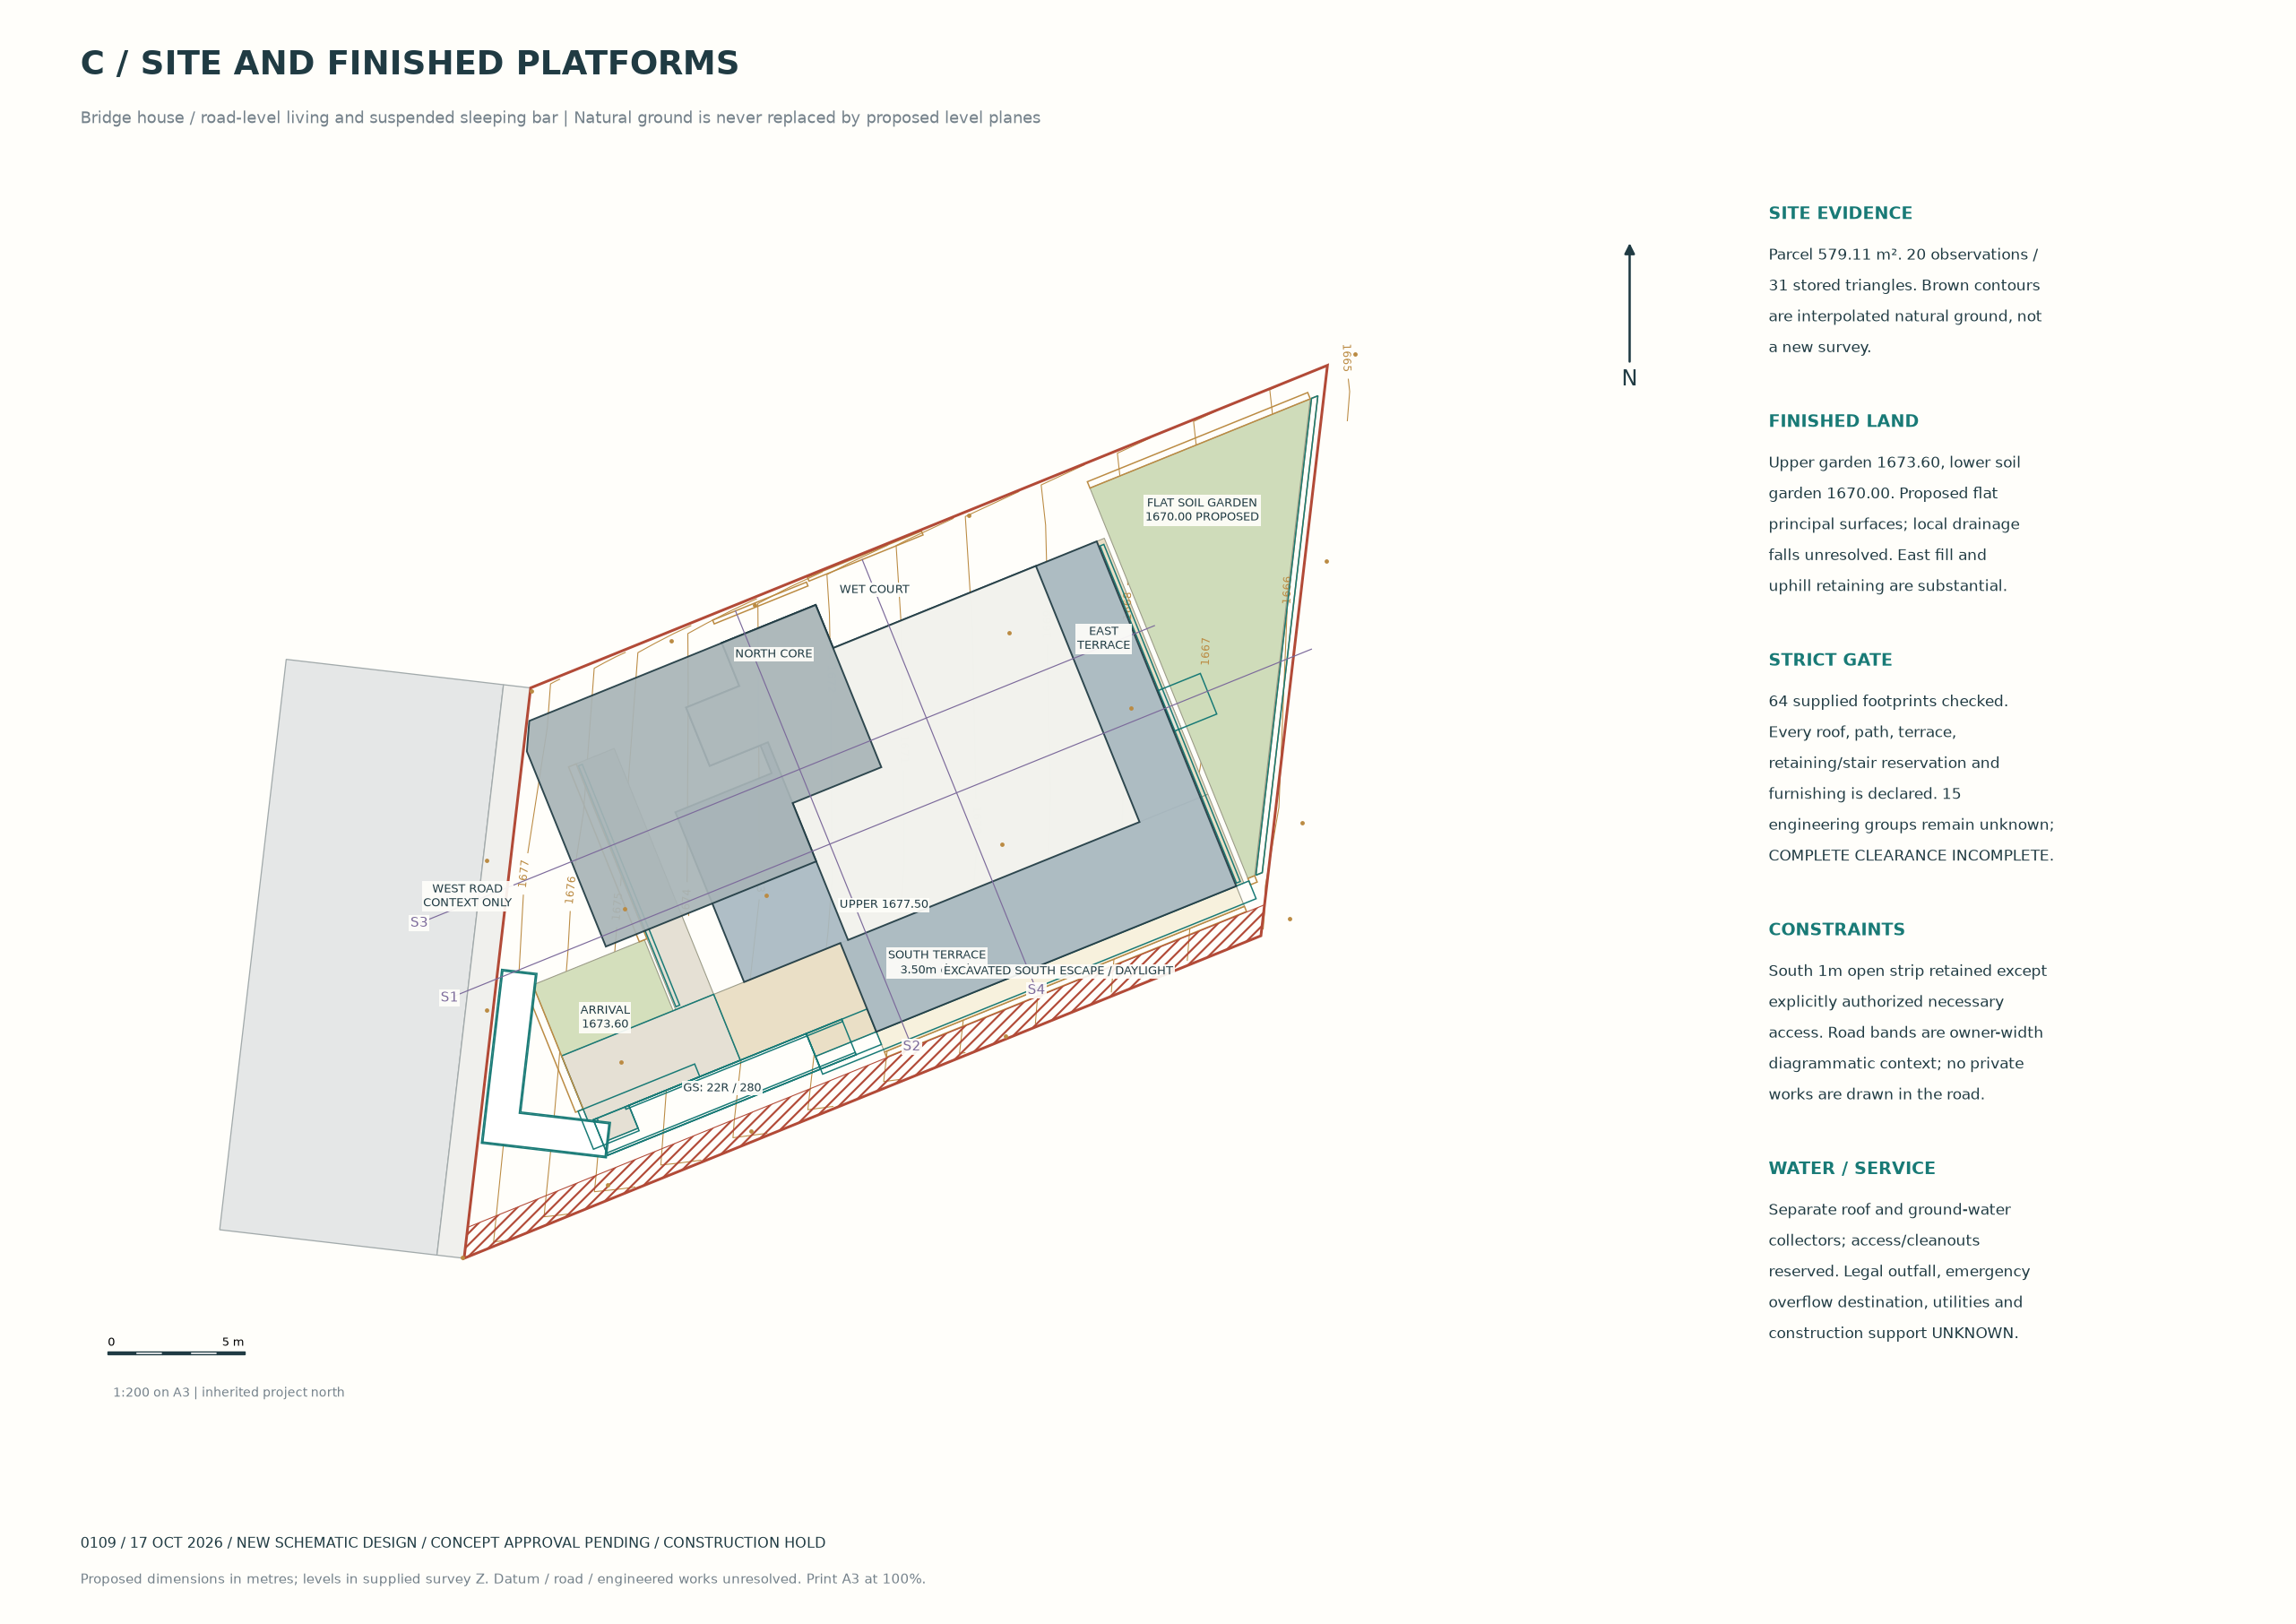 C / SITE AND FINISHED PLATFORMS
Bridge house / road-level living and suspended sleeping bar | Natural ground is never replaced by proposed level planes
SITE EVIDENCE
Parcel 579.11 m². 20 observations /
31 stored triangles. Brown contours
are interpolated natural ground, not
a new survey.
FINISHED LAND
Upper garden 1673.60, lower soil
garden 1670.00. Proposed flat
principal surfaces; local drainage
falls unresolved. East fill and
uphill retaining are substantial.
STRICT GATE
64 supplied footprints checked.
Every roof, path, terrace,
retaining/stair reservation and
furnishing is declared. 15
engineering groups remain unknown;
COMPLETE CLEARANCE INCOMPLETE.
CONSTRAINTS
South 1m open strip retained except
explicitly authorized necessary
access. Road bands are owner-width
diagrammatic context; no private
works are drawn in the road.
WATER / SERVICE
Separate roof and ground-water
collectors; access/cleanouts
reserved. Legal outfall, emergency
overflow destination, utilities and
construction support UNKNOWN.
N
1665
FLAT SOIL GARDEN
1670.00 PROPOSED
WET COURT
1666
EAST
TERRACE
1667
NORTH CORE
1677
1676
WEST ROAD
CONTEXT ONLY
S3
UPPER 1677.50
SOUTH TERRACE
3.50m
EXCAVATED SOUTH ESCAPE / DAYLIGHT
S4
S1
ARRIVAL
1673.60
S2
GS: 22R / 280
0
5 m
1:200 on A3 | inherited project north
0109 / 17 OCT 2026 / NEW SCHEMATIC DESIGN / CONCEPT APPROVAL PENDING / CONSTRUCTION HOLD
Proposed dimensions in metres; levels in supplied survey Z. Datum / road / engineered works unresolved. Print A3 at 100%.